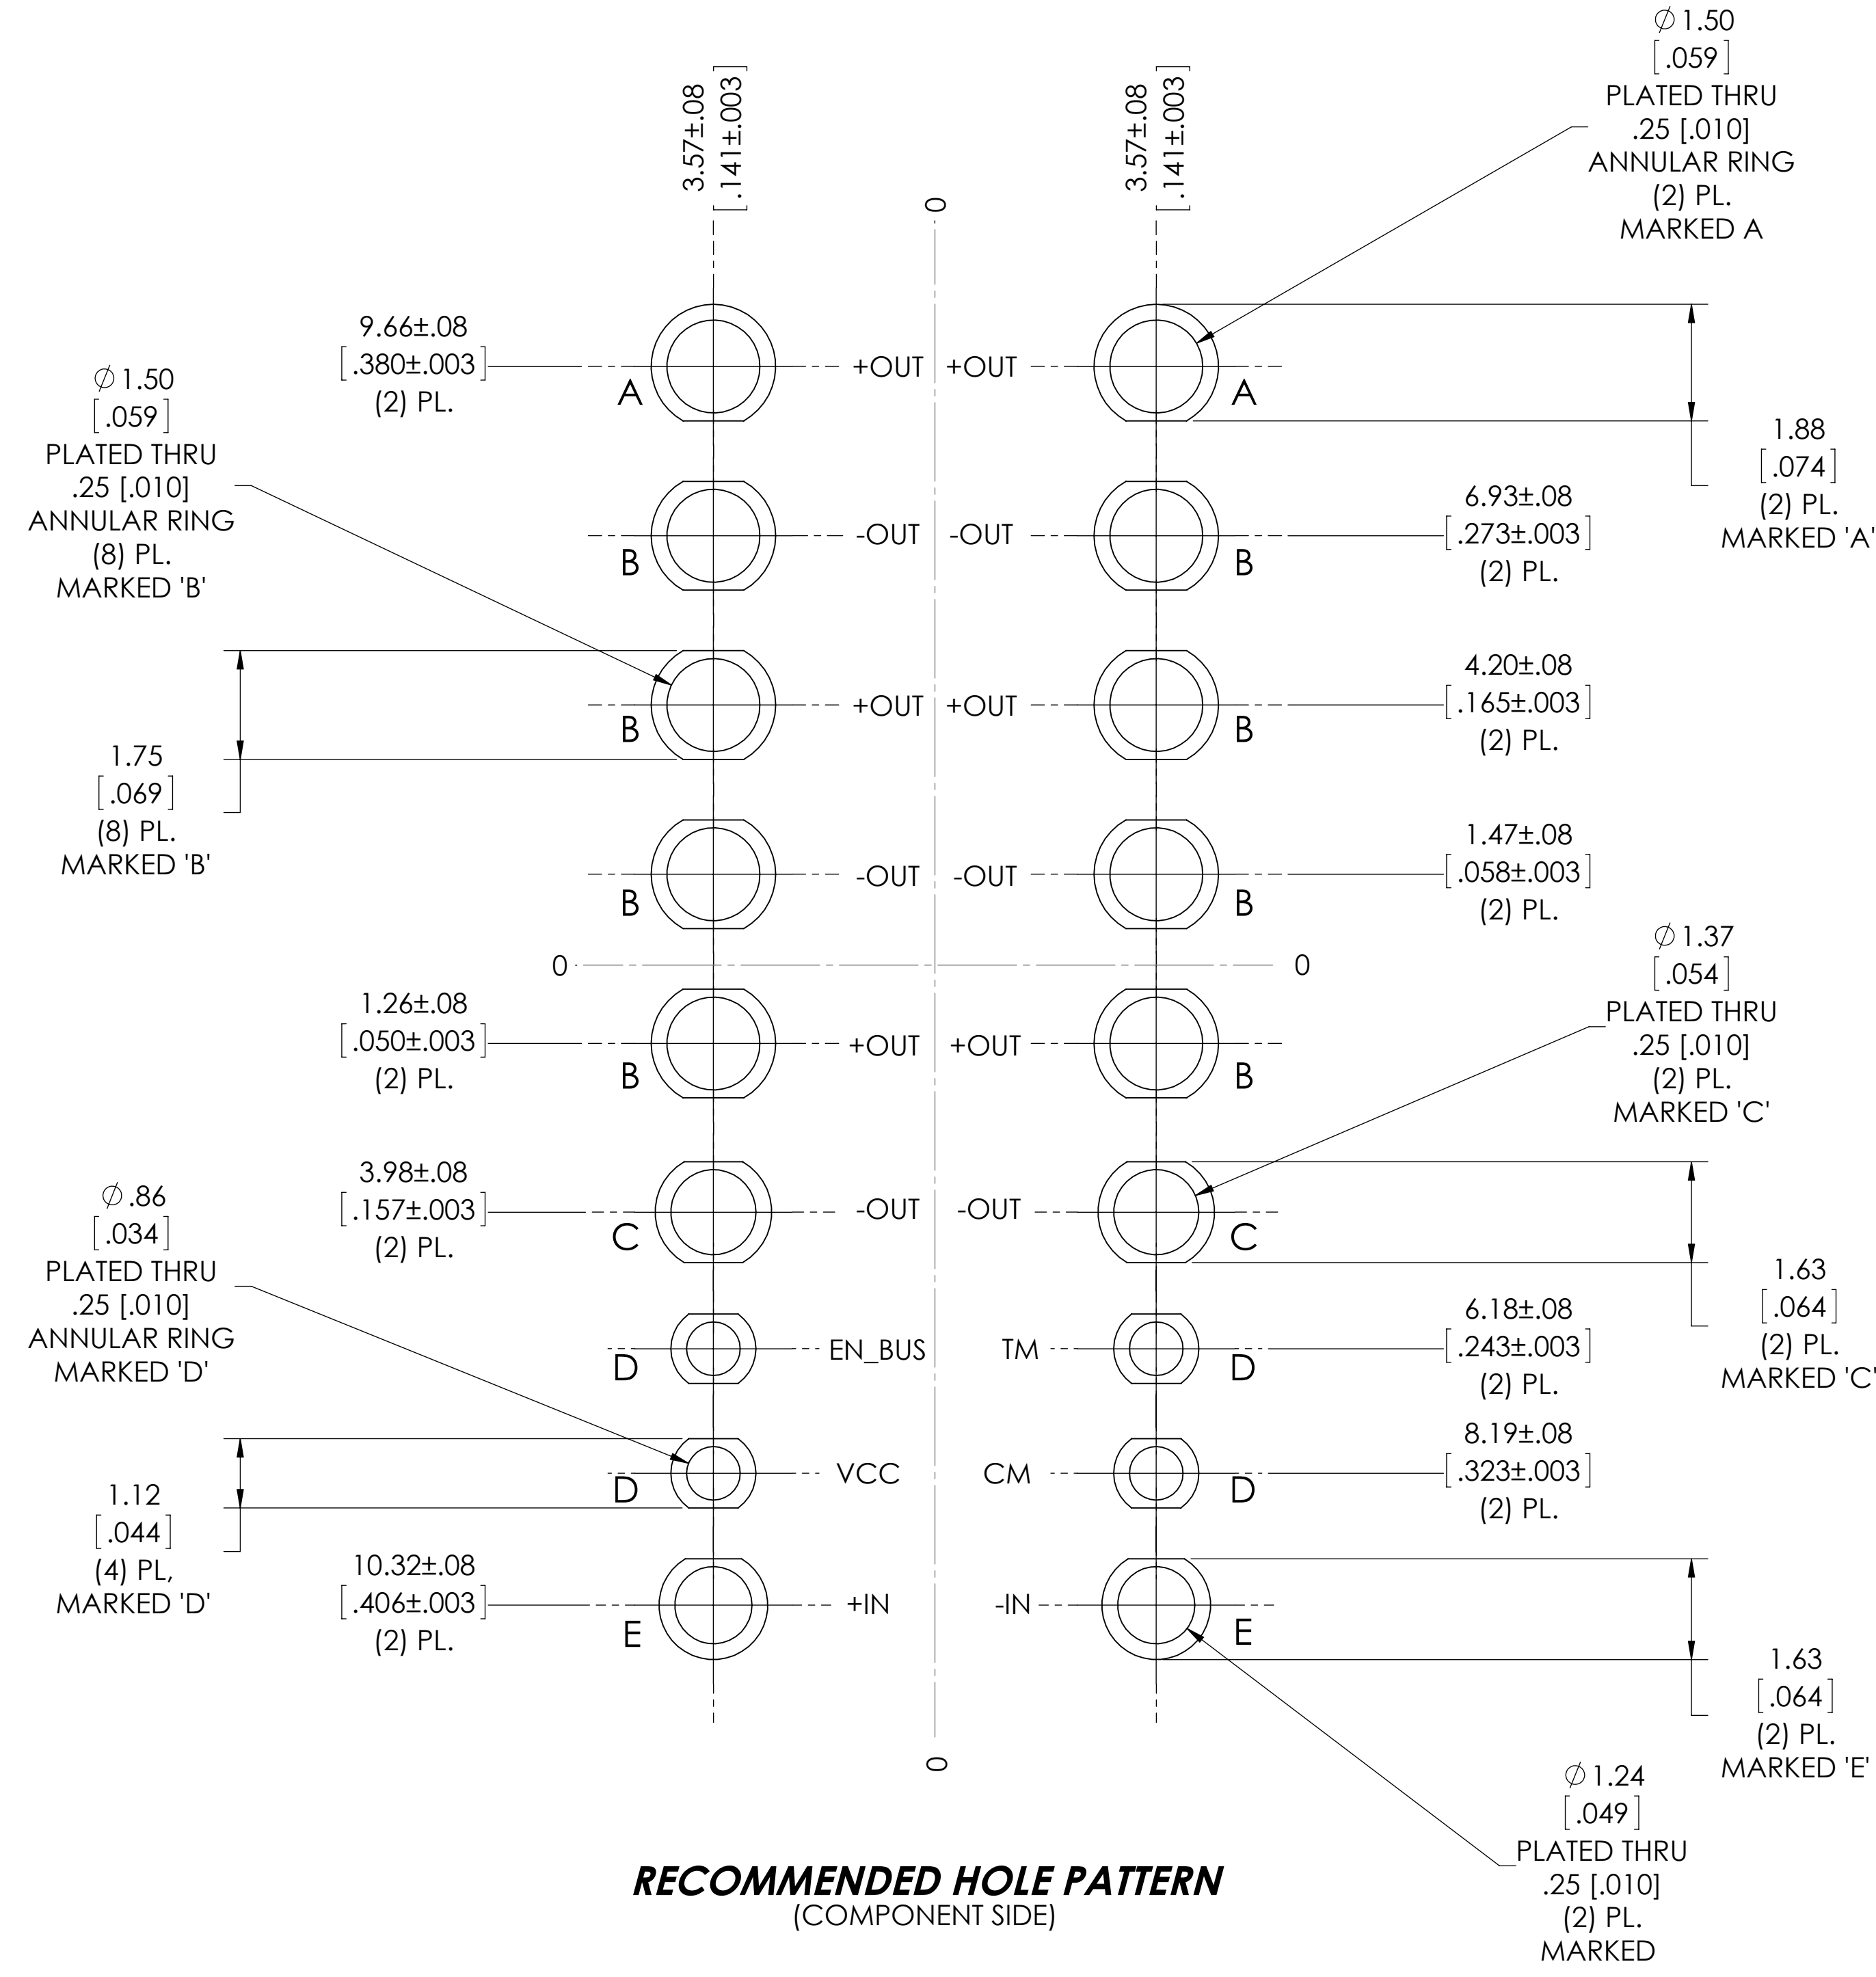 Ø 1.50
[.059]
PLATED THRU
.25 [.010]
ANNULAR RING
(2) PL.
MARKED A
3.57±.08
[.141±.003]
3.57±.08
[.141±.003]
0
9.66±.08
[.380±.003]
(2) PL.
A
+OUT +OUT
A
Ø 1.50
[.059]
PLATED THRU
.25 [.010]
ANNULAR RING
(8) PL.
MARKED 'B'
1.88
[.074]
(2) PL.
MARKED 'A'
B
-OUT -OUT
B
6.93±.08
[.273±.003]
(2) PL.
B
+OUT +OUT
B
4.20±.08
[.165±.003]
(2) PL.
1.75
[.069]
(8) PL.
MARKED 'B'
B
-OUT -OUT
B
1.47±.08
[.058±.003]
(2) PL.
0
0
Ø 1.37
[.054]
PLATED THRU
.25 [.010]
(2) PL.
MARKED 'C'
1.26±.08
[.050±.003]
(2) PL.
B
+OUT +OUT
B
3.98±.08
[.157±.003]
(2) PL.
C
-OUT -OUT
C
Ø .86
[.034]
PLATED THRU
.25 [.010]
ANNULAR RING
MARKED 'D'
1.63
[.064]
(2) PL.
MARKED 'C'
D
EN_BUS TM
D
6.18±.08
[.243±.003]
(2) PL.
D
VCC CM
D
8.19±.08
[.323±.003]
(2) PL.
1.12
[.044]
(4) PL,
MARKED 'D'
10.32±.08
[.406±.003]
(2) PL.
E
+IN -IN
E
1.63
[.064]
(2) PL.
MARKED 'E'
0
Ø 1.24
[.049]
PLATED THRU
.25 [.010]
(2) PL.
MARKED
RECOMMENDED HOLE PATTERN
(COMPONENT SIDE)